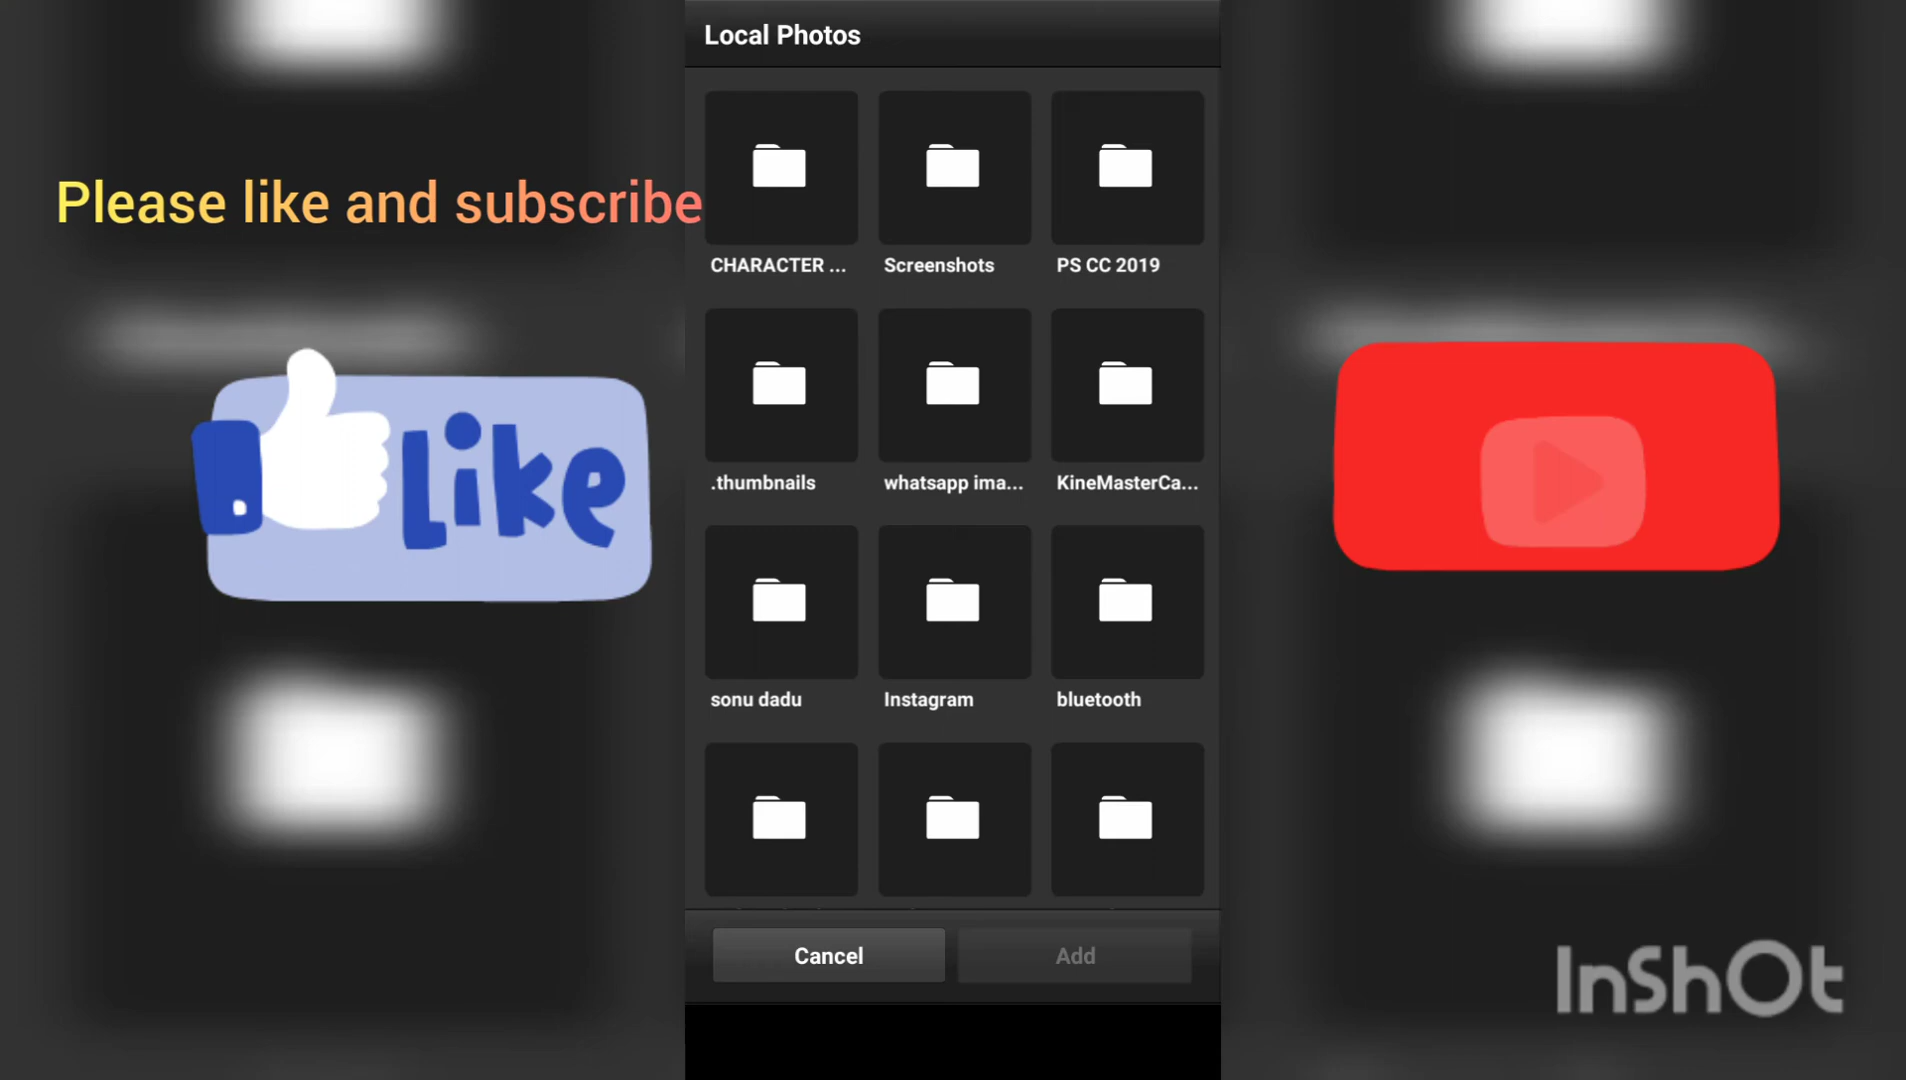 Local Photos
Please like and subscribe
CHARACTER ...
Screenshots
PS CC 2019
Like
.thumbnails
whatsapp ima...
KineMasterCa...
sonu dadu
Instagram
bluetooth
Cancel
Add
InShOt